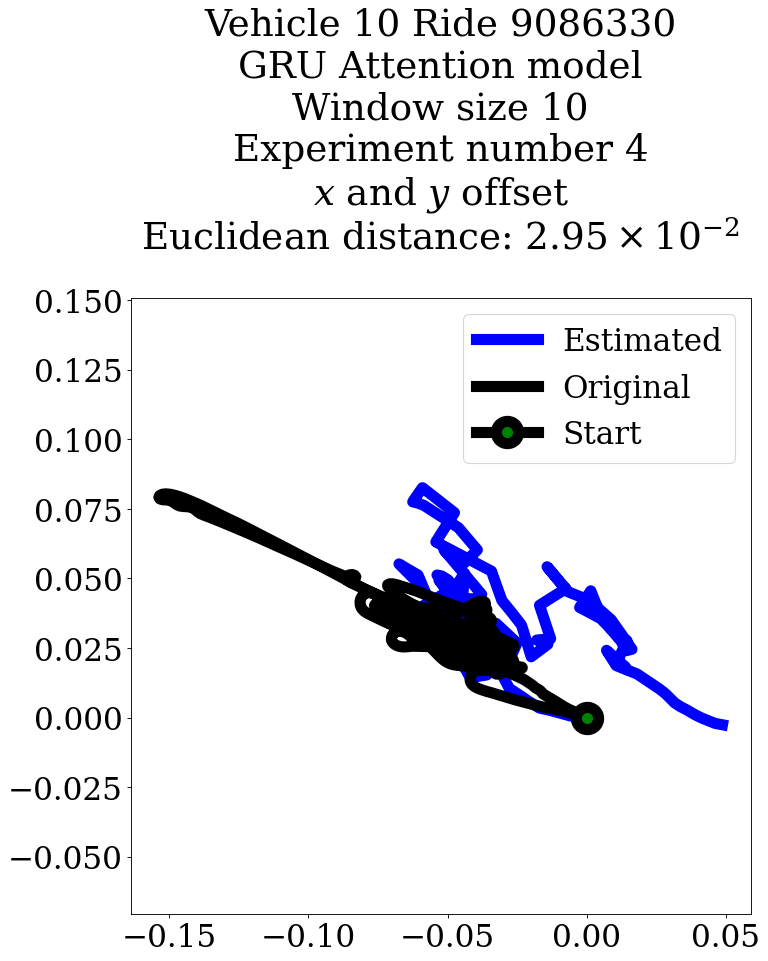 Vehicle 10 Ride 9086330
GRU Attention model
Window size 10
Experiment number 4
x and y offset
Euclidean distance: 2.95 × 10⁻²
0.150
0.125
0.100
0.075
0.050
0.025
0.000
−0.025
−0.050
Estimated
Original
Start
−0.15 −0.10 −0.05 0.00 0.05